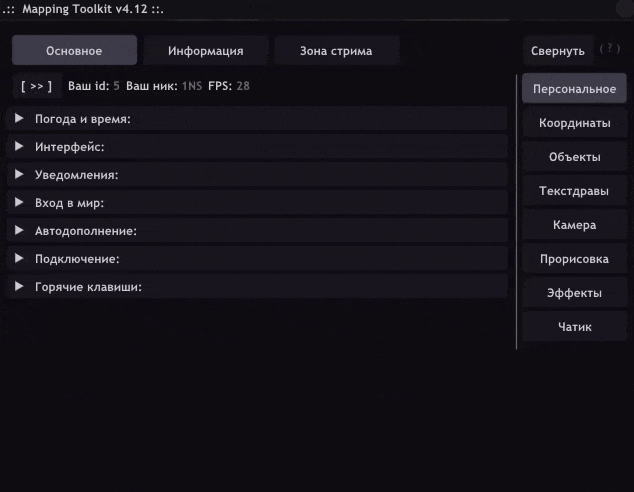 .:: Mapping Toolkit v4.12 ::.
Основное Информация Зона стрима Свернуть ( ? )
[ >> ] Ваш id: 5 Ваш ник: 1NS FPS: 28
Погода и время:
Интерфейс:
Уведомления:
Вход в мир:
Автодополнение:
Подключение:
Горячие клавиши:
Персональное
Координаты
Объекты
Текстдравы
Камера
Прорисовка
Эффекты
Чатик